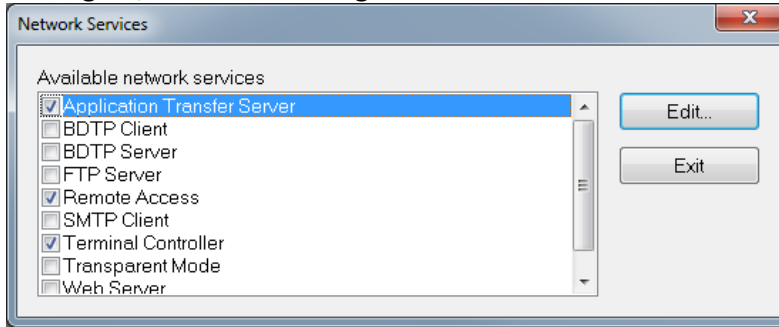 Network Services
Available network services
Application Transfer Server
BDTP Client
BDTP Server
FTP Server
Remote Access
SMTP Client
Terminal Controller
Transparent Mode
Web Server
Edit...
Exit